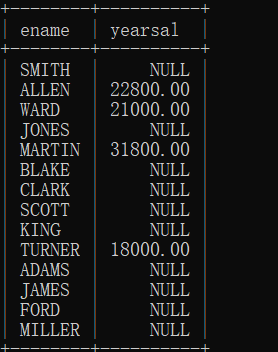 +--------+----------+
| ename | yearsal |
+--------+----------+
| SMITH | NULL |
| ALLEN | 22800.00 |
| WARD | 21000.00 |
| JONES | NULL |
| MARTIN | 31800.00 |
| BLAKE | NULL |
| CLARK | NULL |
| SCOTT | NULL |
| KING | NULL |
| TURNER | 18000.00 |
| ADAMS | NULL |
| JAMES | NULL |
| FORD | NULL |
| MILLER | NULL |
+--------+----------+